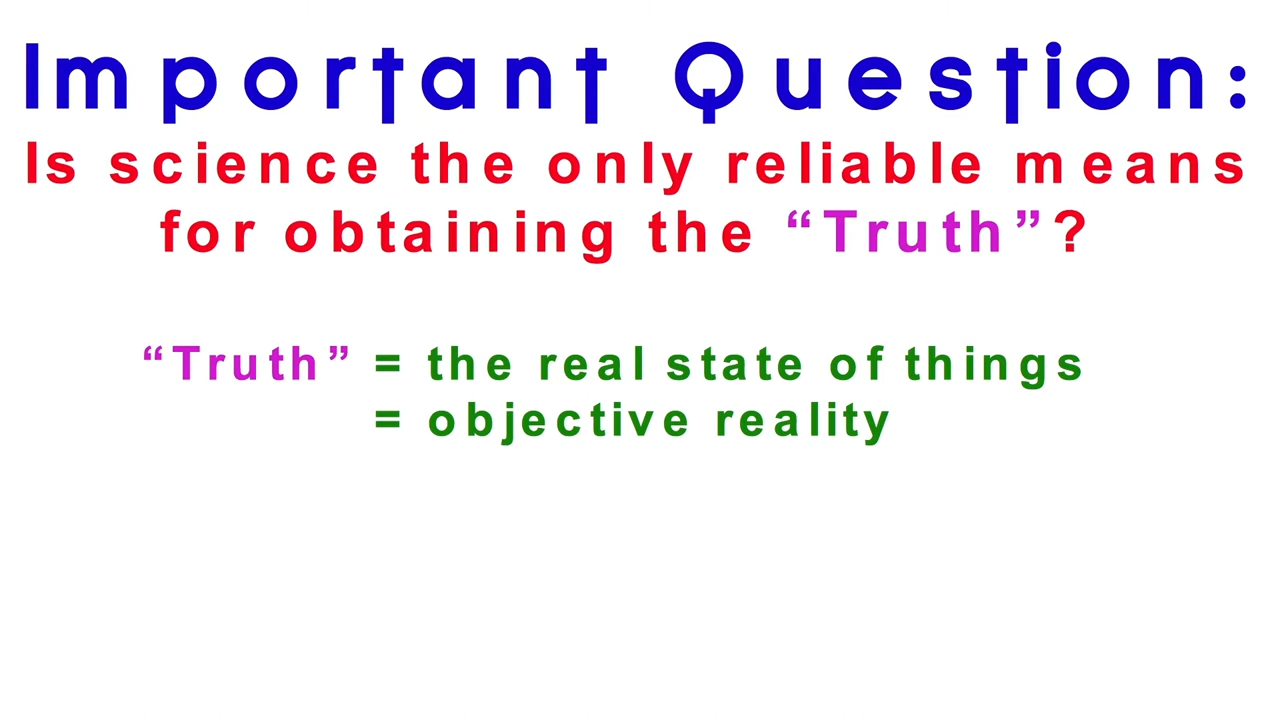 Important Question:
Is science the only reliable means
for obtaining the “Truth”?
“Truth” = the real state of things
= objective reality